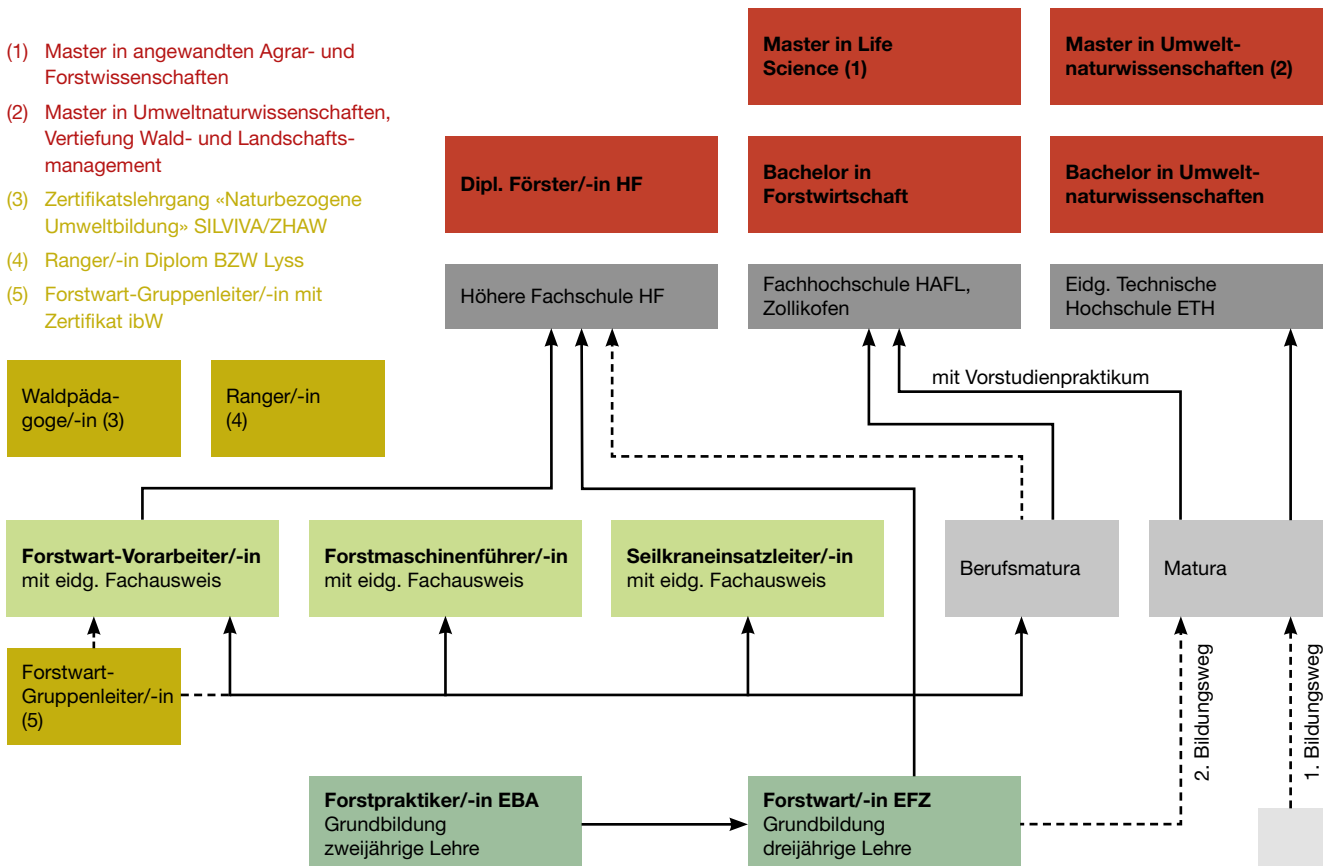 (1) Master in angewandten Agrar- und
Forstwissenschaften
(2) Master in Umweltnaturwissenschaften,
Vertiefung Wald- und Landschafts-
management
(3) Zertifikatslehrgang «Naturbezogene
Umweltbildung» SILVIVA/ZHAW
(4) Ranger/-in Diplom BZW Lyss
(5) Forstwart-Gruppenleiter/-in mit
Zertifikat ibW
Master in Life
Science (1)
Master in Umwelt-
naturwissenschaften (2)
Dipl. Förster/-in HF
Bachelor in
Forstwirtschaft
Bachelor in Umwelt-
naturwissenschaften
Höhere Fachschule HF
Fachhochschule HAFL,
Zollikofen
Eidg. Technische
Hochschule ETH
Waldpäda-
goge/-in (3)
Ranger/-in
(4)
mit Vorstudienpraktikum
Forstwart-Vorarbeiter/-in
mit eidg. Fachausweis
Forstmaschinenführer/-in
mit eidg. Fachausweis
Seilkraneinsatzleiter/-in
mit eidg. Fachausweis
Berufsmatura
Matura
Forstwart-
Gruppenleiter/-in
(5)
2. Bildungsweg
1. Bildungsweg
Forstpraktiker/-in EBA
Grundbildung
zweijährige Lehre
Forstwart/-in EFZ
Grundbildung
dreijährige Lehre